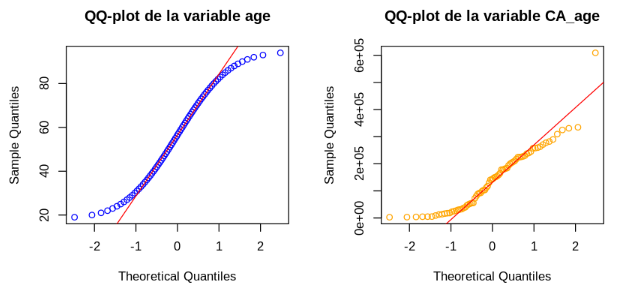 QQ-plot de la variable age
Sample Quantiles
80
60
40
20
-2 -1 0 1 2
Theoretical Quantiles
QQ-plot de la variable CA_age
Sample Quantiles
6e+05
4e+05
2e+05
0e+00
-2 -1 0 1 2
Theoretical Quantiles